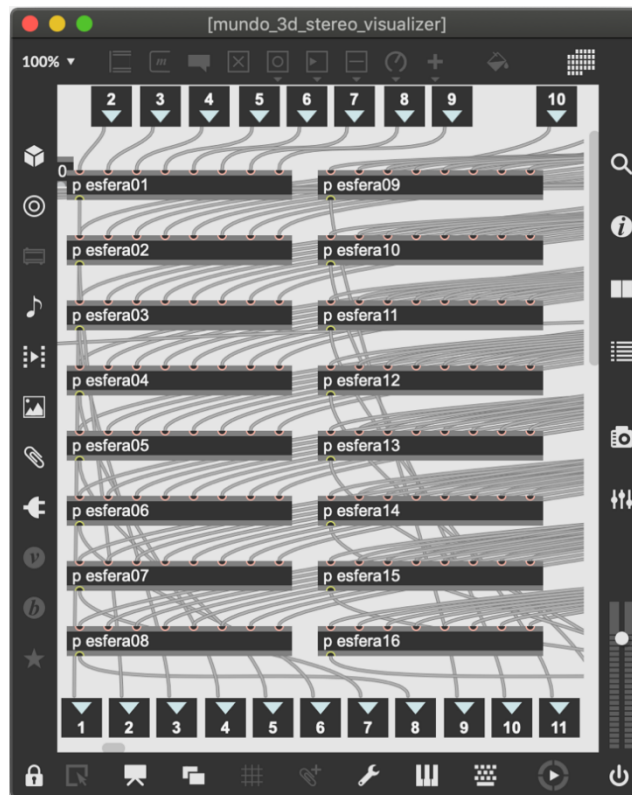 [mundo_3d_stereo_visualizer]
100%
2 3 4 5 6 7 8 9 10
0
p esfera01 p esfera09
p esfera02 p esfera10
p esfera03 p esfera11
p esfera04 p esfera12
p esfera05 p esfera13
p esfera06 p esfera14
p esfera07 p esfera15
p esfera08 p esfera16
1 2 3 4 5 6 7 8 9 10 11